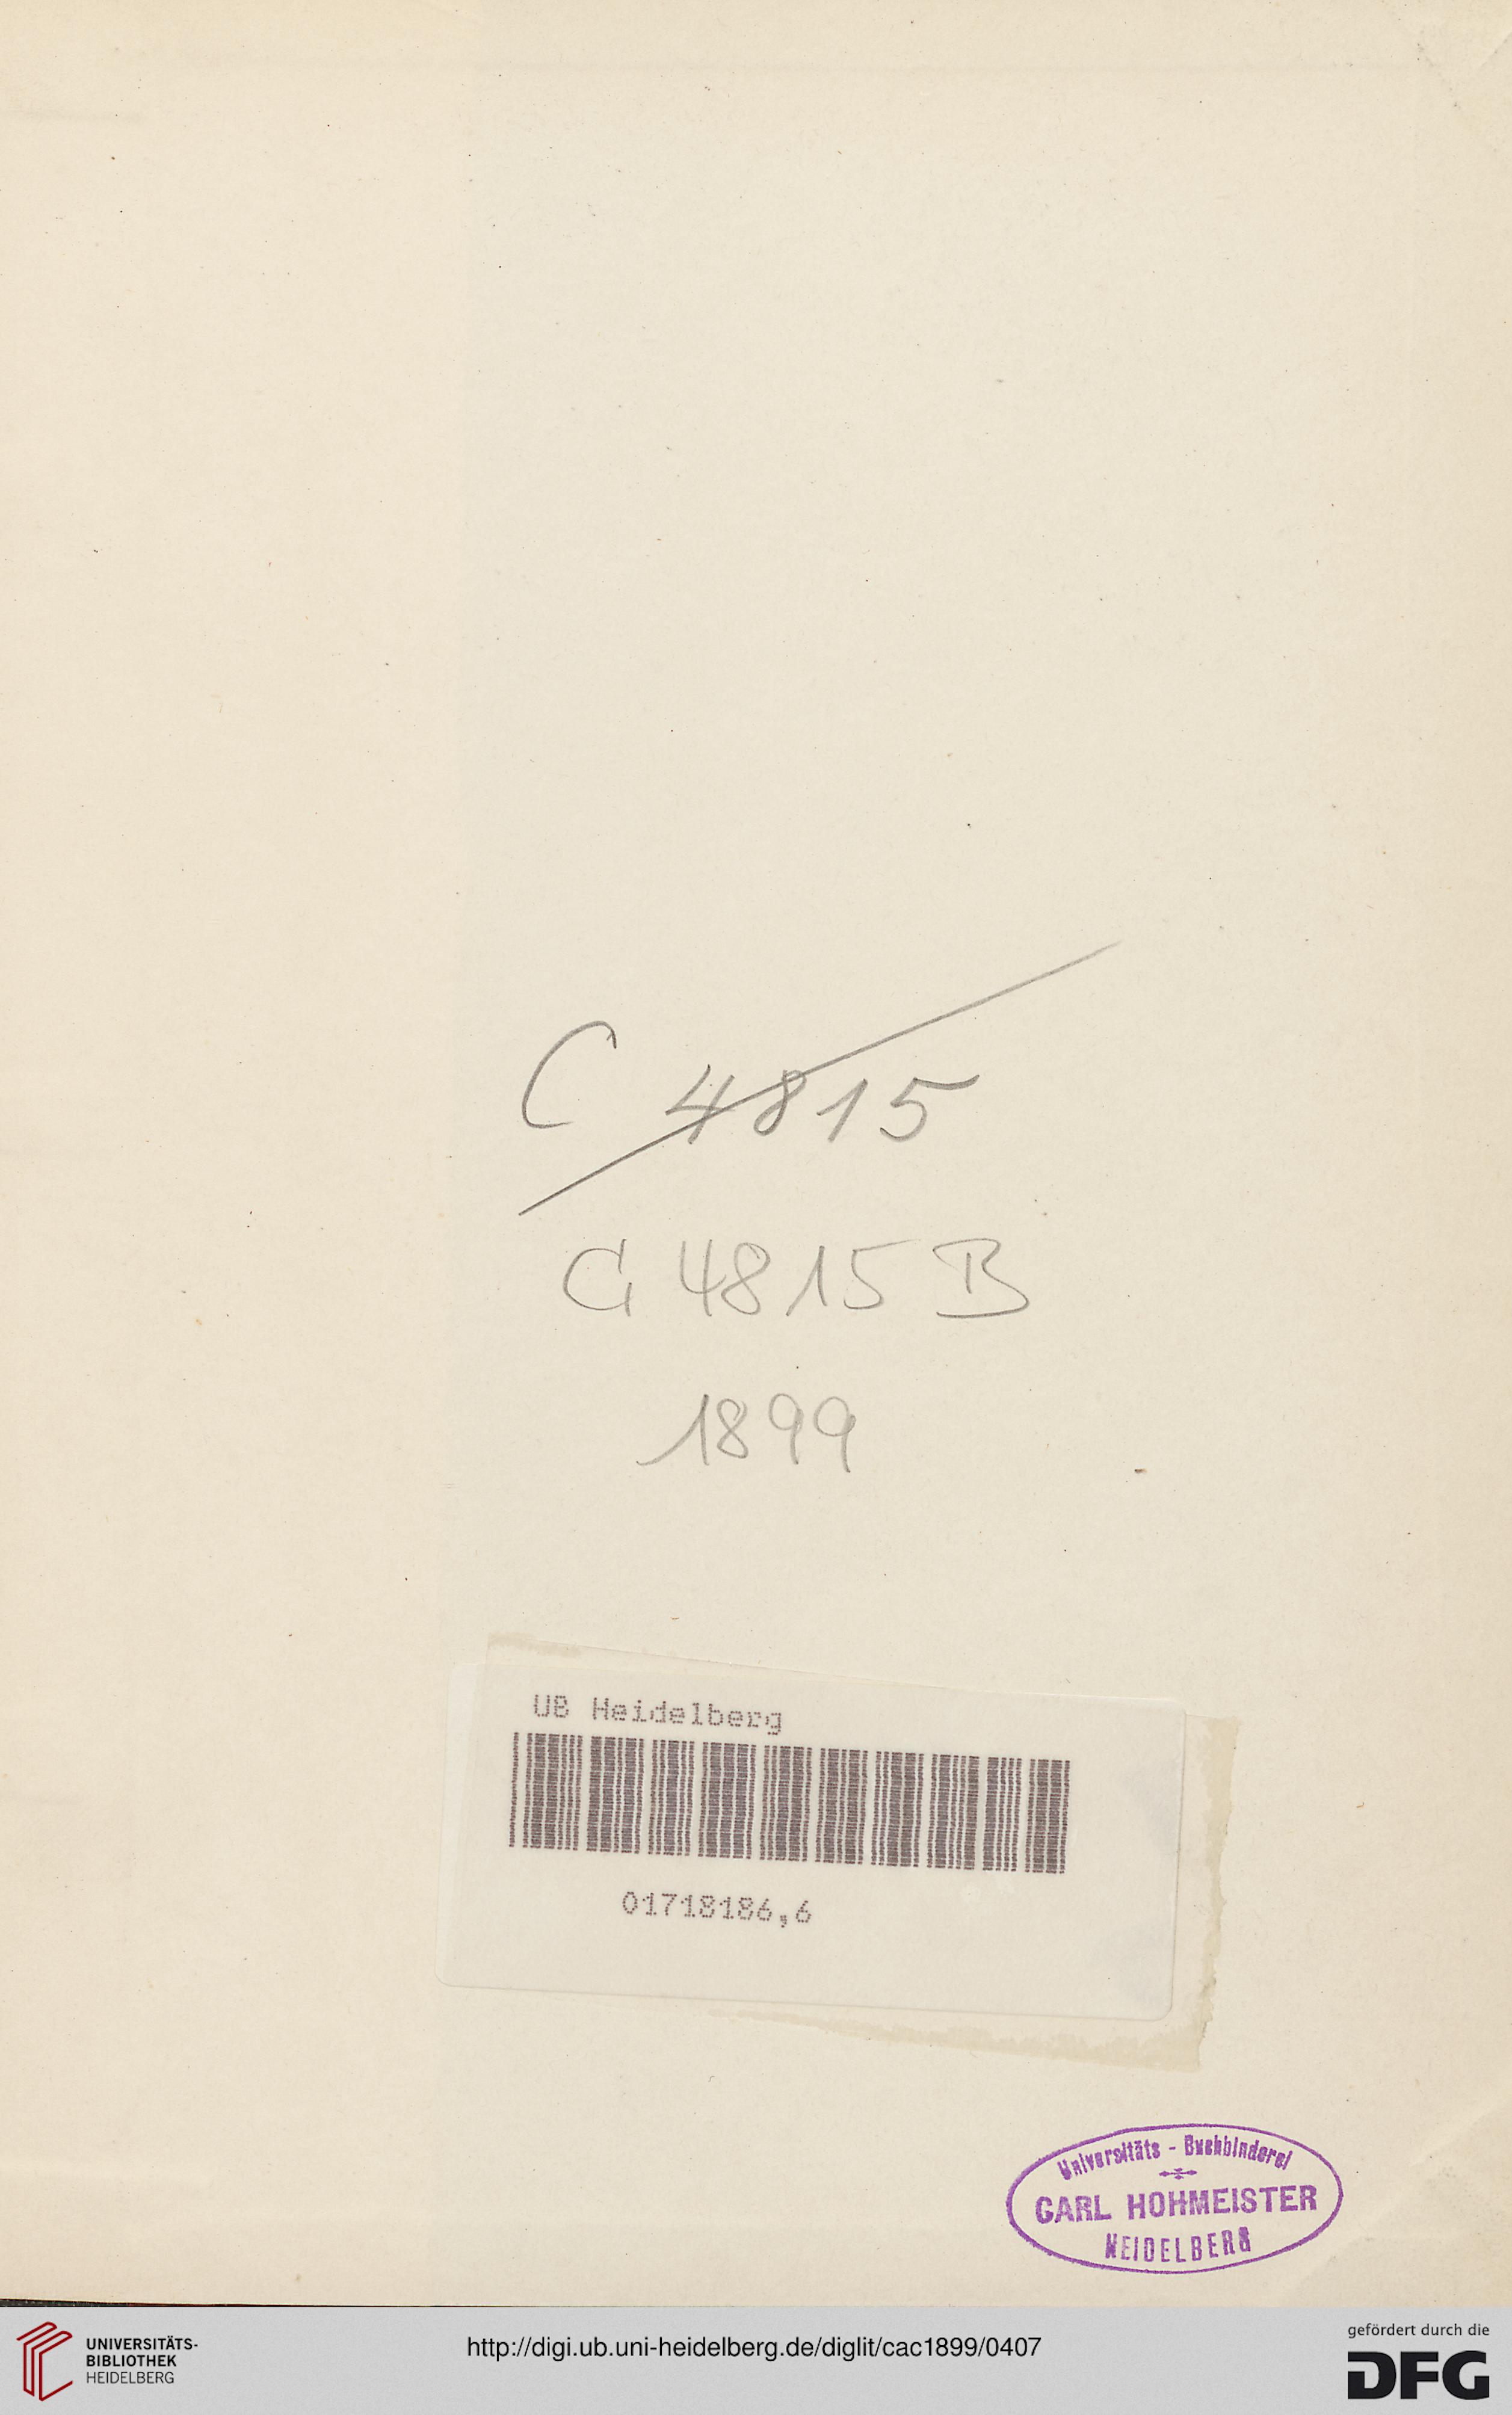 C 4815
C 4815 B
1899
UB Heidelberg
01718186,6
Universitäts - Buchbinderei
CARL HOHMEISTER
HEIDELBERG
UNIVERSITÄTS-
BIBLIOTHEK
HEIDELBERG
http://digi.ub.uni-heidelberg.de/diglit/cac1899/0407
gefördert durch die
DFG